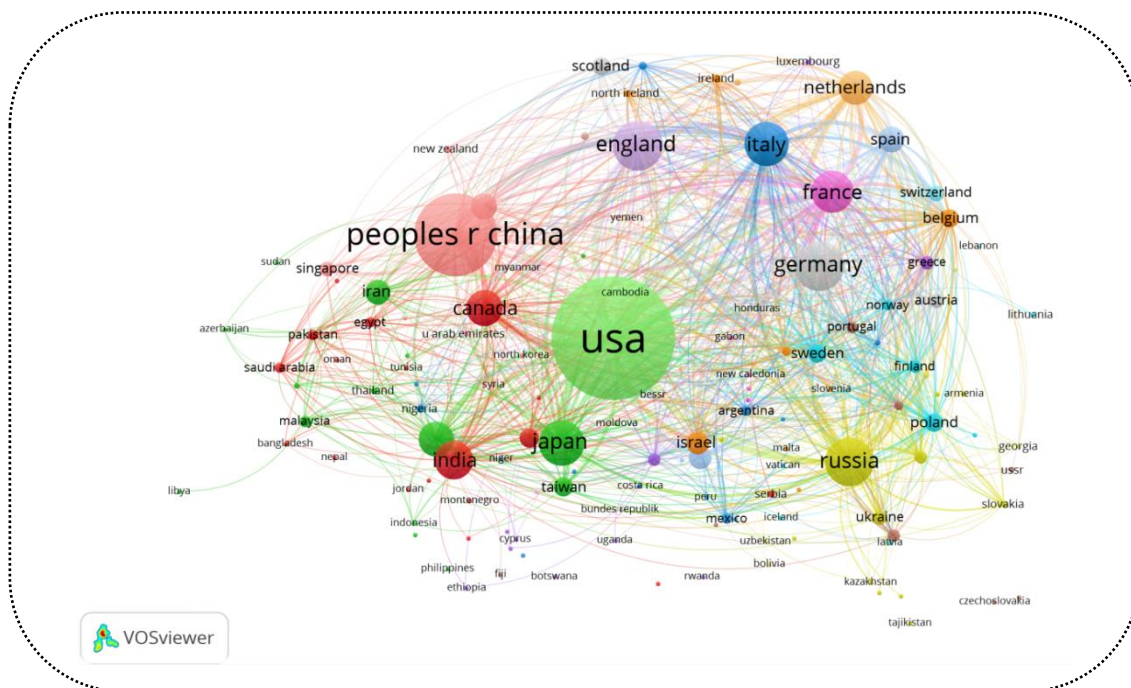 scotland
luxembourg
ireland
north ireland
netherlands
england
italy
spain
new zealand
france
switzerland
yemen
belgium
peoples r china
lebanon
sudan
singapore
myanmar
germany
greece
iran
cambodia
canada
honduras
norway
austria
lithuania
azerbaijan
pakistan
egypt
u arab emirates
usa
gabon
portugal
saudi arabia
oman
tunisia
north korea
sweden
finland
thailand
syria
new caledonia
slovenia
armenia
bessr
malaysia
nigeria
moldova
argentina
poland
bangladesh
japan
israel
malta
georgia
nepal
india
niger
vatican
russia
ussr
libya
jordan
taiwan
costa rica
peru
serbia
montenegro
slovakia
indonesia
bundes republik
mexico
iceland
ukraine
cyprus
uganda
uzbekistan
latvia
philippines
fiji
botswana
rwanda
bolivia
ethiopia
kazakhstan
czechoslovakia
tajikistan
VOSviewer